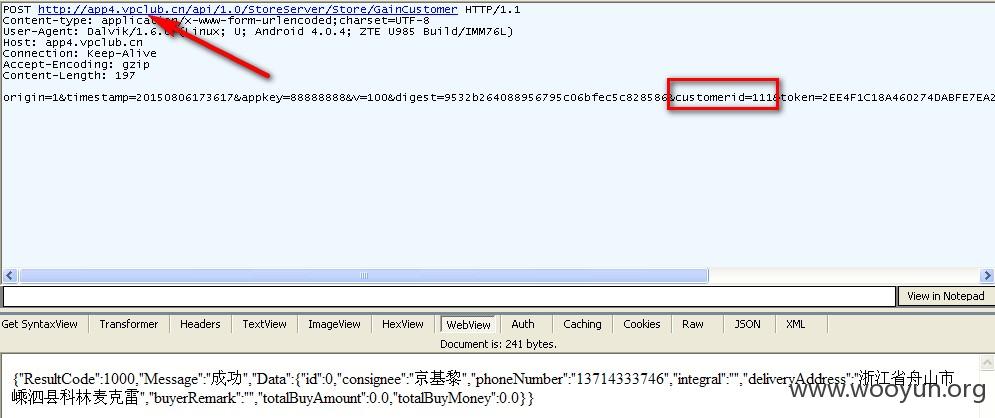 POST http://app4.vpclub.cn/api/1.0/StoreServer/Store/GainCustomer HTTP/1.1
Content-type: application/x-www-form-urlencoded;charset=UTF-8
User-Agent: Dalvik/1.6.0 (Linux; U; Android 4.0.4; ZTE U985 Build/IMM76L)
Host: app4.vpclub.cn
Connection: Keep-Alive
Accept-Encoding: gzip
Content-Length: 197
origin=1&timestamp=20150806173617&appkey=88888888&v=100&digest=9532b264088956795c06bfec5c828586&customerid=111&token=2EE4F1C18A460274DABFE7EA2
View in Notepad
Get SyntaxView Transformer Headers TextView ImageView HexView WebView Auth Caching Cookies Raw JSON XML
Document is: 241 bytes.
{"ResultCode":1000,"Message":"成功","Data":{"id":0,"consignee":"京基黎","phoneNumber":"13714333746","integral":"","deliveryAddress":"浙江省舟山市
嵊泗县科林麦克雷","buyerRemark":"","totalBuyAmount":0.0,"totalBuyMoney":0.0}}
www.wooyun.org